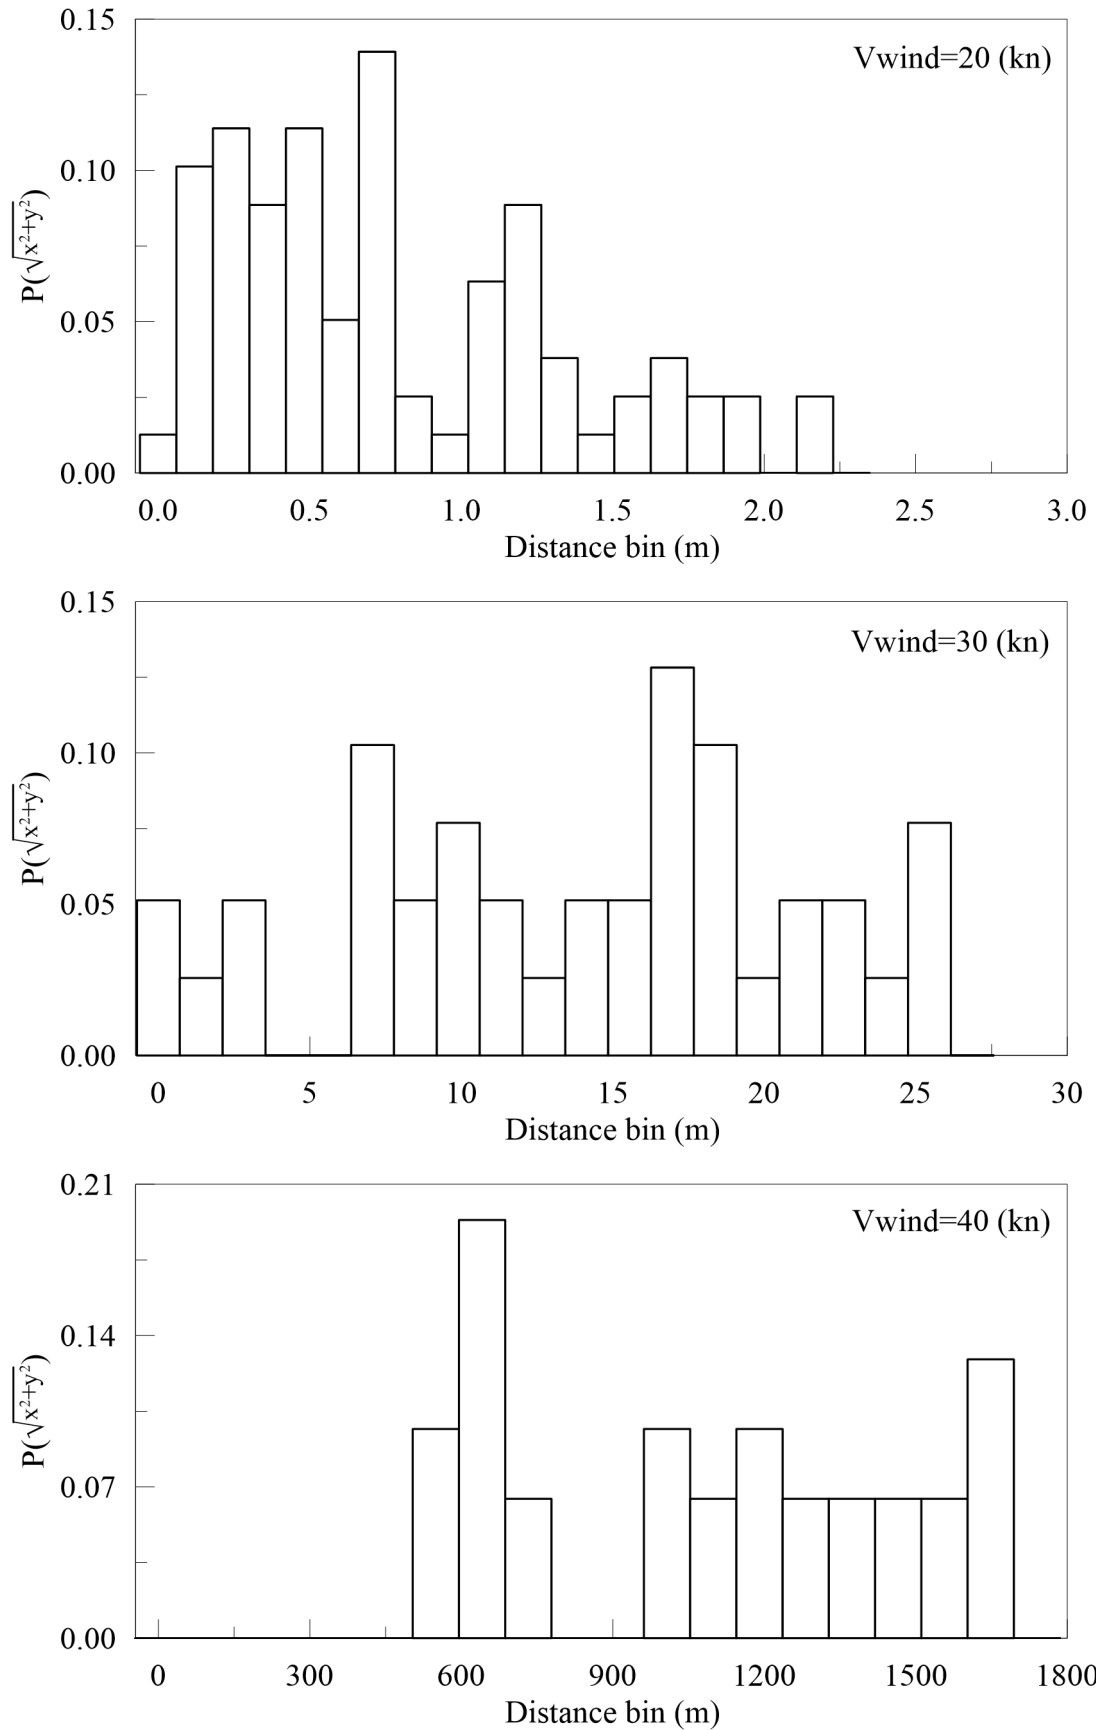 0.15
Vwind=20 (kn)
0.10
0.05
0.00
P(√x²+y²)
0.0 0.5 1.0 1.5 2.0 2.5 3.0
Distance bin (m)
0.15
Vwind=30 (kn)
0.10
0.05
0.00
P(√x²+y²)
0 5 10 15 20 25 30
Distance bin (m)
0.21
Vwind=40 (kn)
0.14
0.07
0.00
P(√x²+y²)
0 300 600 900 1200 1500 1800
Distance bin (m)